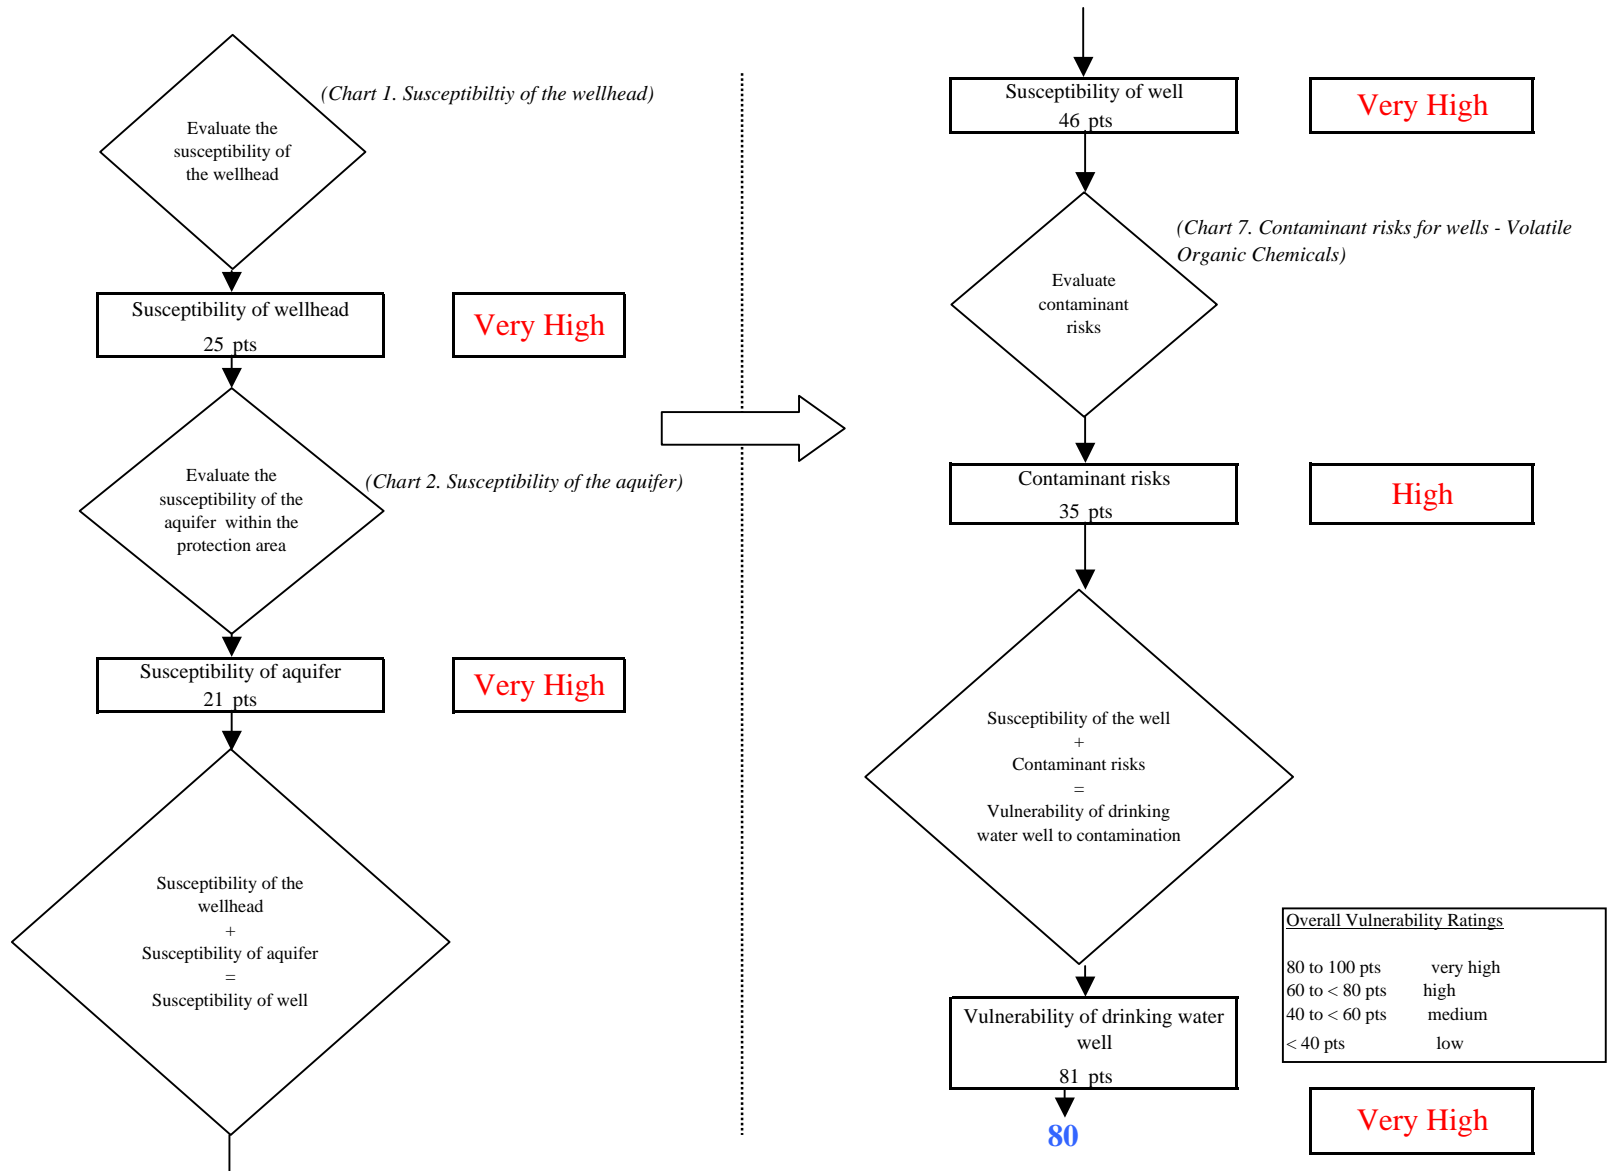 (Chart 1. Susceptibiltiy of the wellhead)
Evaluate the
susceptibility of
the wellhead
Susceptibility of wellhead
25 pts
Very High
Evaluate the
susceptibility of the
aquifer within the
protection area
(Chart 2. Susceptibility of the aquifer)
Susceptibility of aquifer
21 pts
Very High
Susceptibility of the
wellhead
+
Susceptibility of aquifer
=
Susceptibility of well
Susceptibility of well
46 pts
Very High
(Chart 7. Contaminant risks for wells - Volatile
Organic Chemicals)
Evaluate
contaminant
risks
Contaminant risks
35 pts
High
Susceptibility of the well
+
Contaminant risks
=
Vulnerability of drinking
water well to contamination
Overall Vulnerability Ratings
80 to 100 pts very high
60 to < 80 pts high
40 to < 60 pts medium
< 40 pts low
Vulnerability of drinking water
well
81 pts
80
Very High